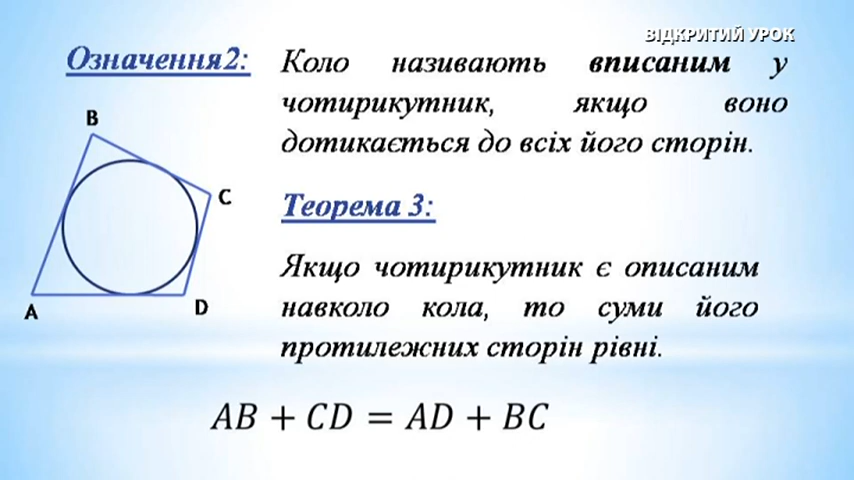 ВІДКРИТИЙ УРОК
Означення2:
Коло називають вписаним у
чотирикутник, якщо воно
дотикається до всіх його сторін.
B
C
A
D
Теорема 3:
Якщо чотирикутник є описаним
навколо кола, то суми його
протилежних сторін рівні.
AB + CD = AD + BC